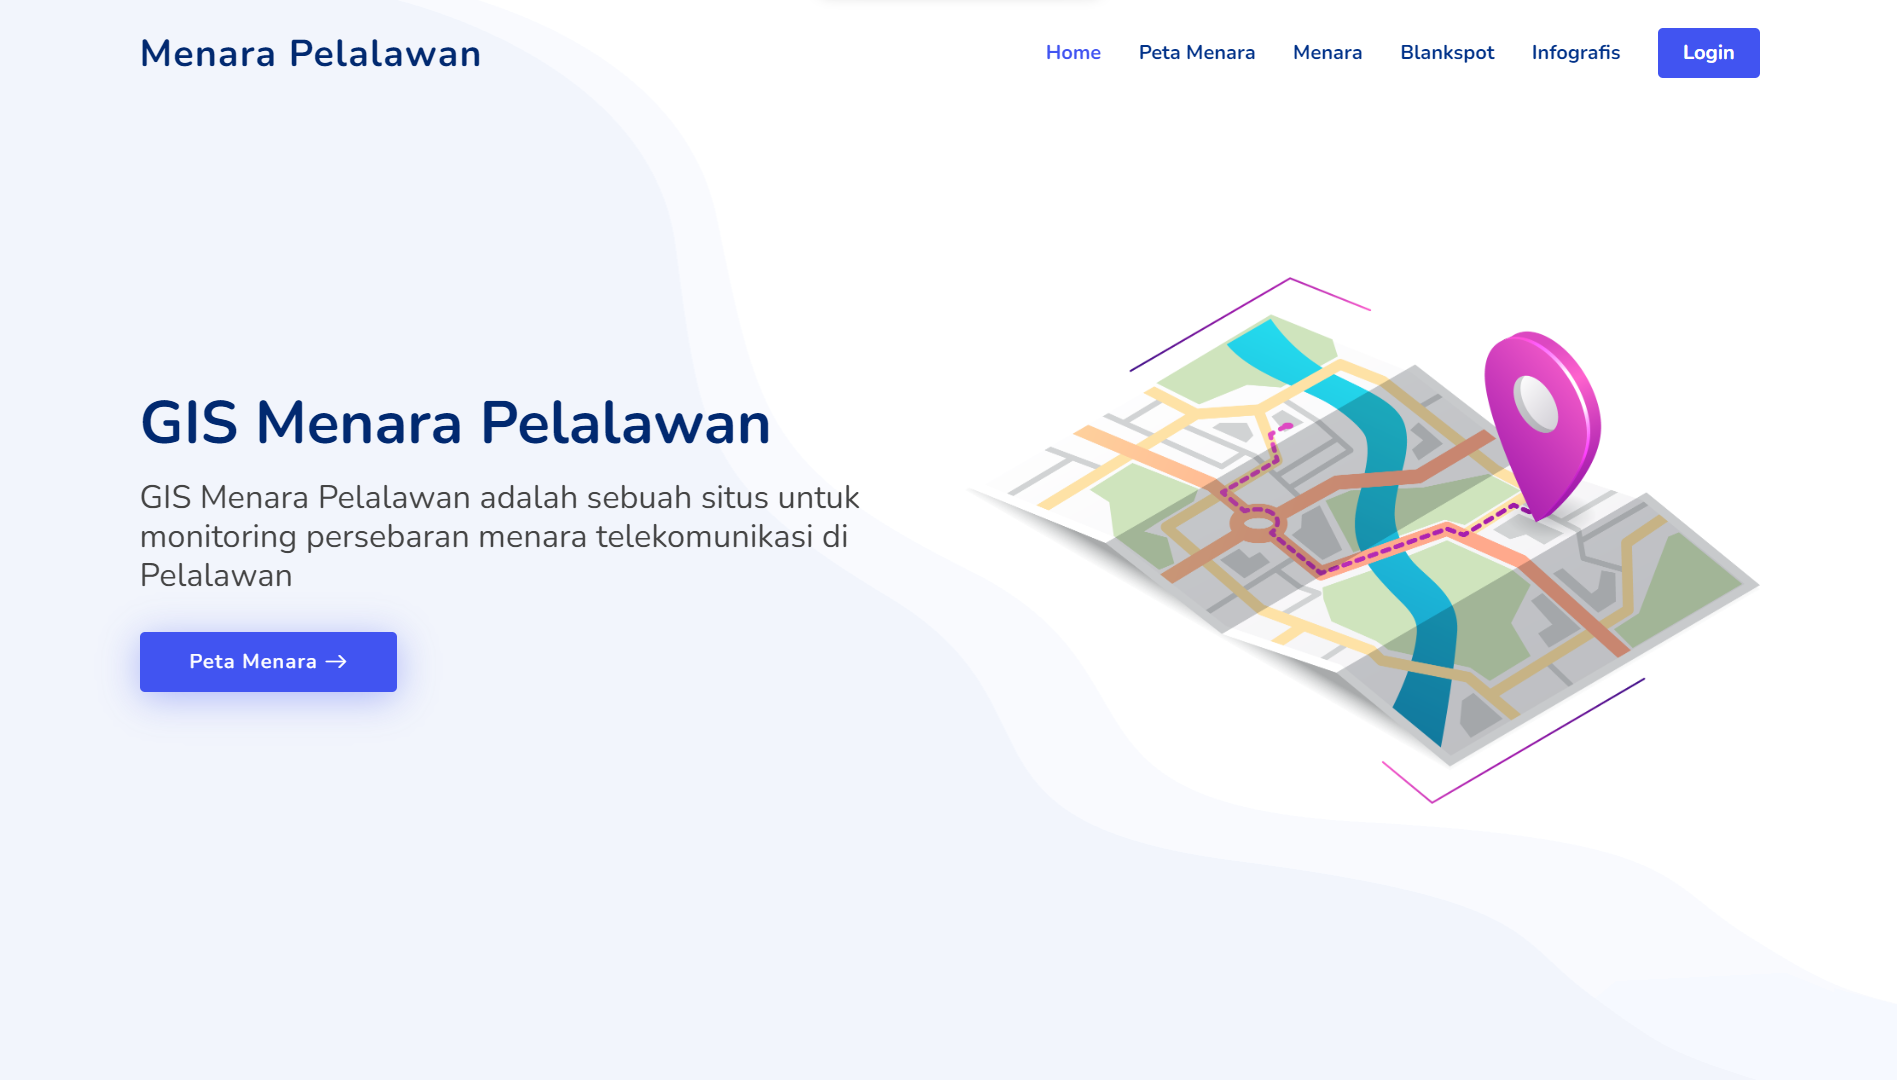 Menara Pelalawan
Home Peta Menara Menara Blankspot Infografis Login
GIS Menara Pelalawan
GIS Menara Pelalawan adalah sebuah situs untuk
monitoring persebaran menara telekomunikasi di
Pelalawan
Peta Menara →